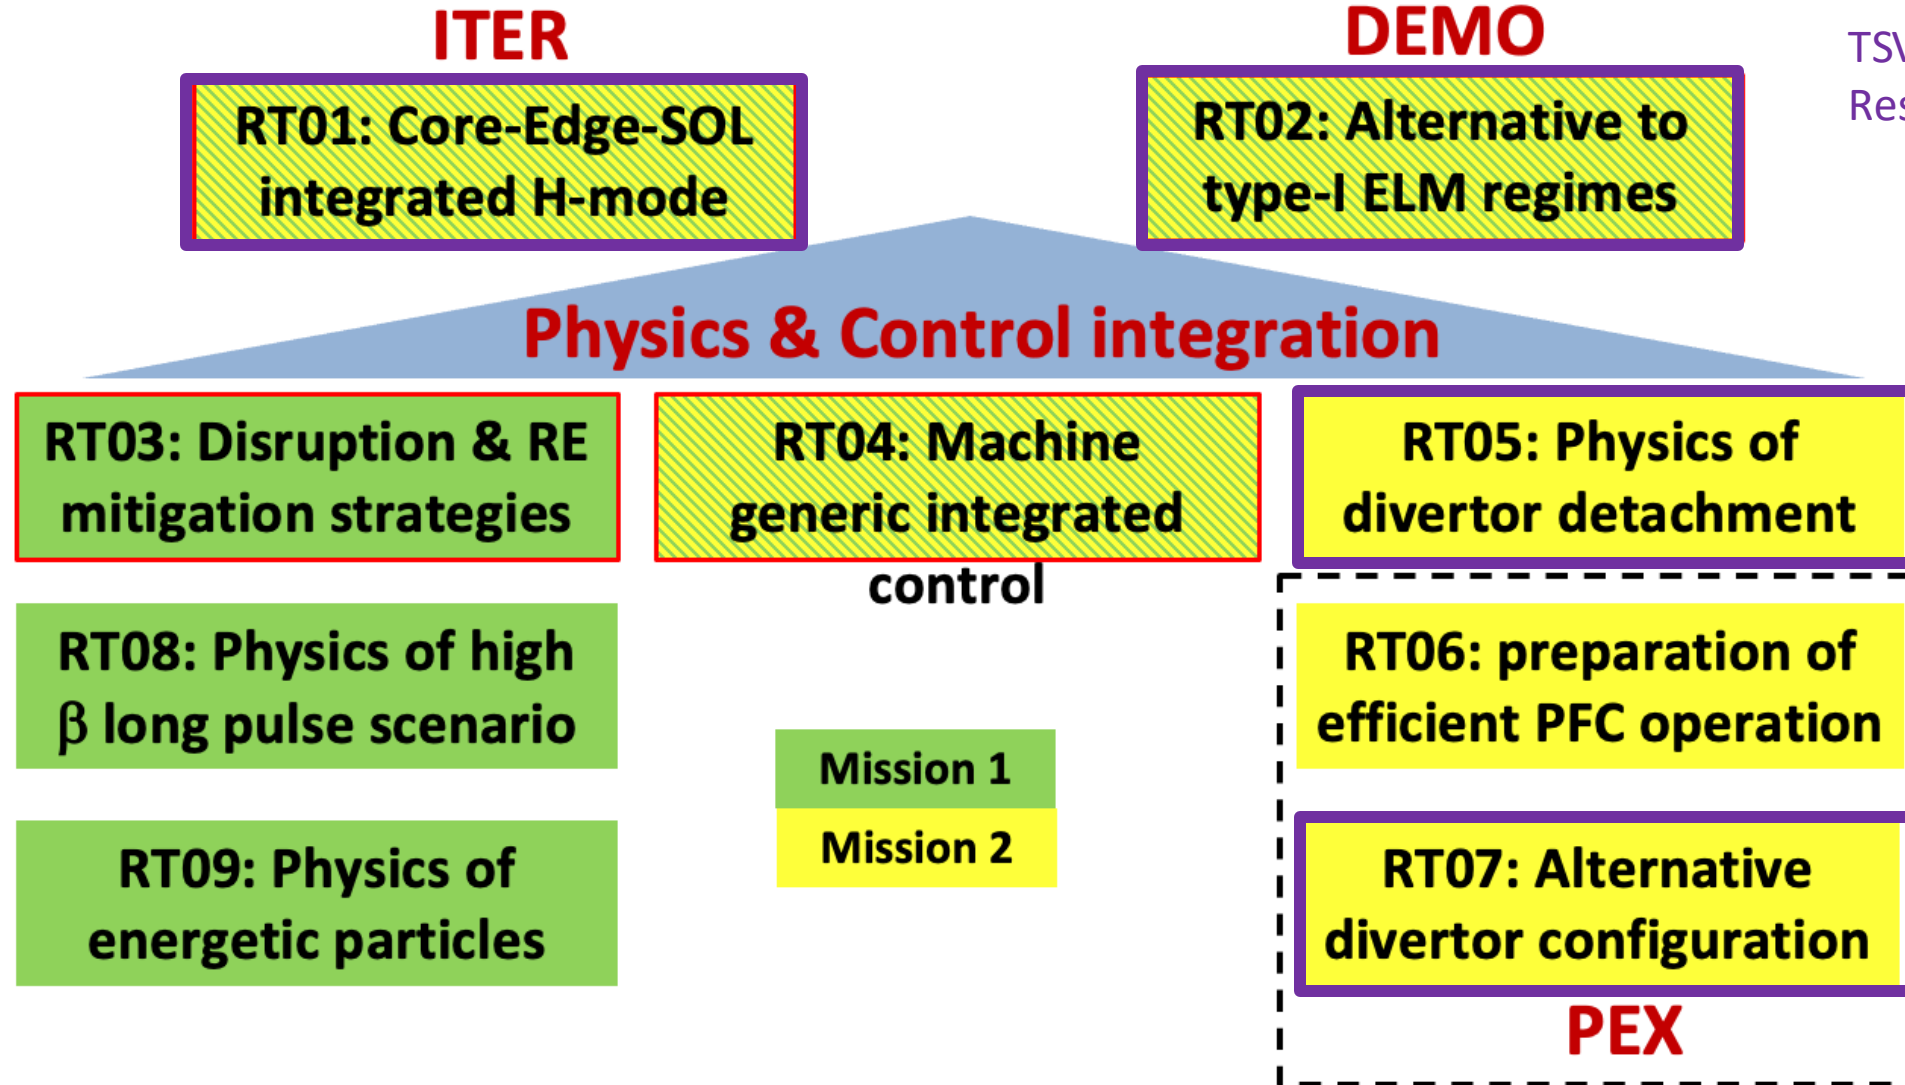 ITER
DEMO
RT01: Core-Edge-SOL
integrated H-mode
RT02: Alternative to
type-I ELM regimes
Physics & Control integration
RT03: Disruption & RE
mitigation strategies
RT04: Machine
generic integrated
control
RT05: Physics of
divertor detachment
RT08: Physics of high
β long pulse scenario
RT06: preparation of
efficient PFC operation
Mission 1
Mission 2
RT09: Physics of
energetic particles
RT07: Alternative
divertor configuration
PEX